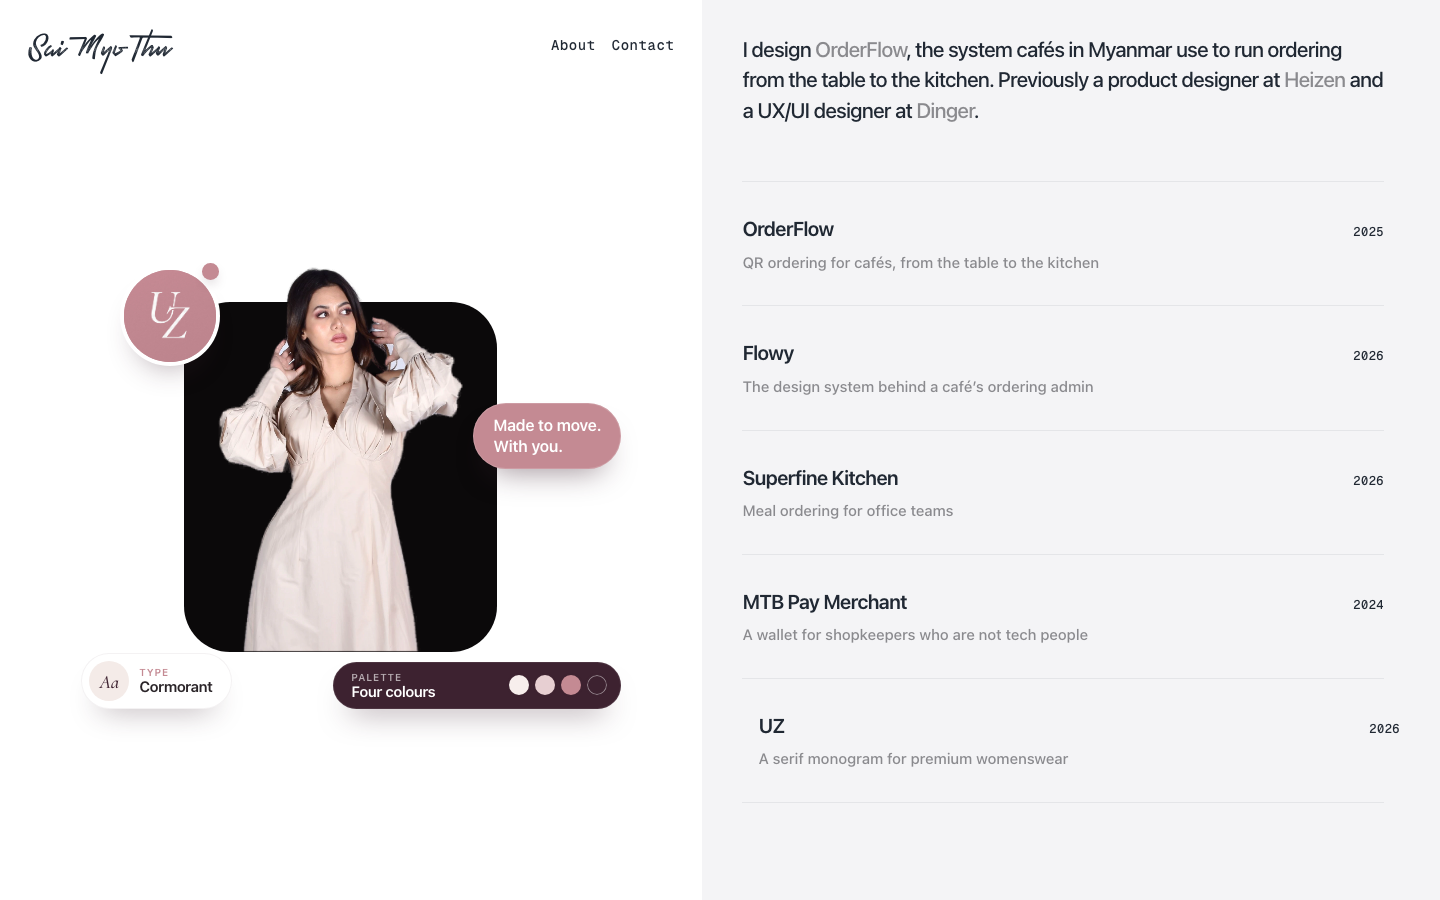 Sai Myo Thu
About Contact
UZ
Made to move.
With you.
Aa
TYPE
Cormorant
PALETTE
Four colours
I design OrderFlow, the system cafés in Myanmar use to run ordering
from the table to the kitchen. Previously a product designer at Heizen and
a UX/UI designer at Dinger.
OrderFlow 2025
QR ordering for cafés, from the table to the kitchen
Flowy 2026
The design system behind a café’s ordering admin
Superfine Kitchen 2026
Meal ordering for office teams
MTB Pay Merchant 2024
A wallet for shopkeepers who are not tech people
UZ 2026
A serif monogram for premium womenswear